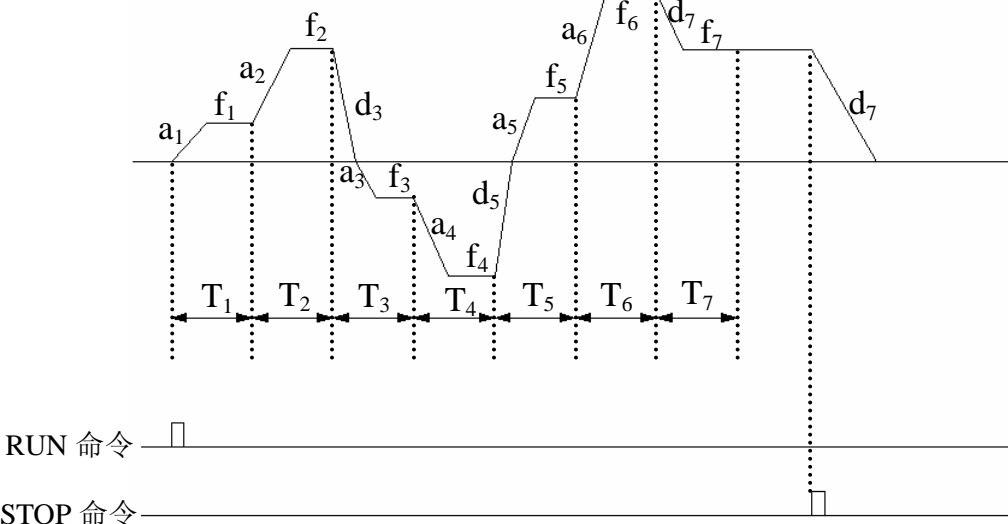 a1 f1 a2 f2 d3 a3 f3 a4 f4 d5 a5 f5 a6 f6 d7 f7 d7
T1 T2 T3 T4 T5 T6 T7
RUN 命令
STOP 命令